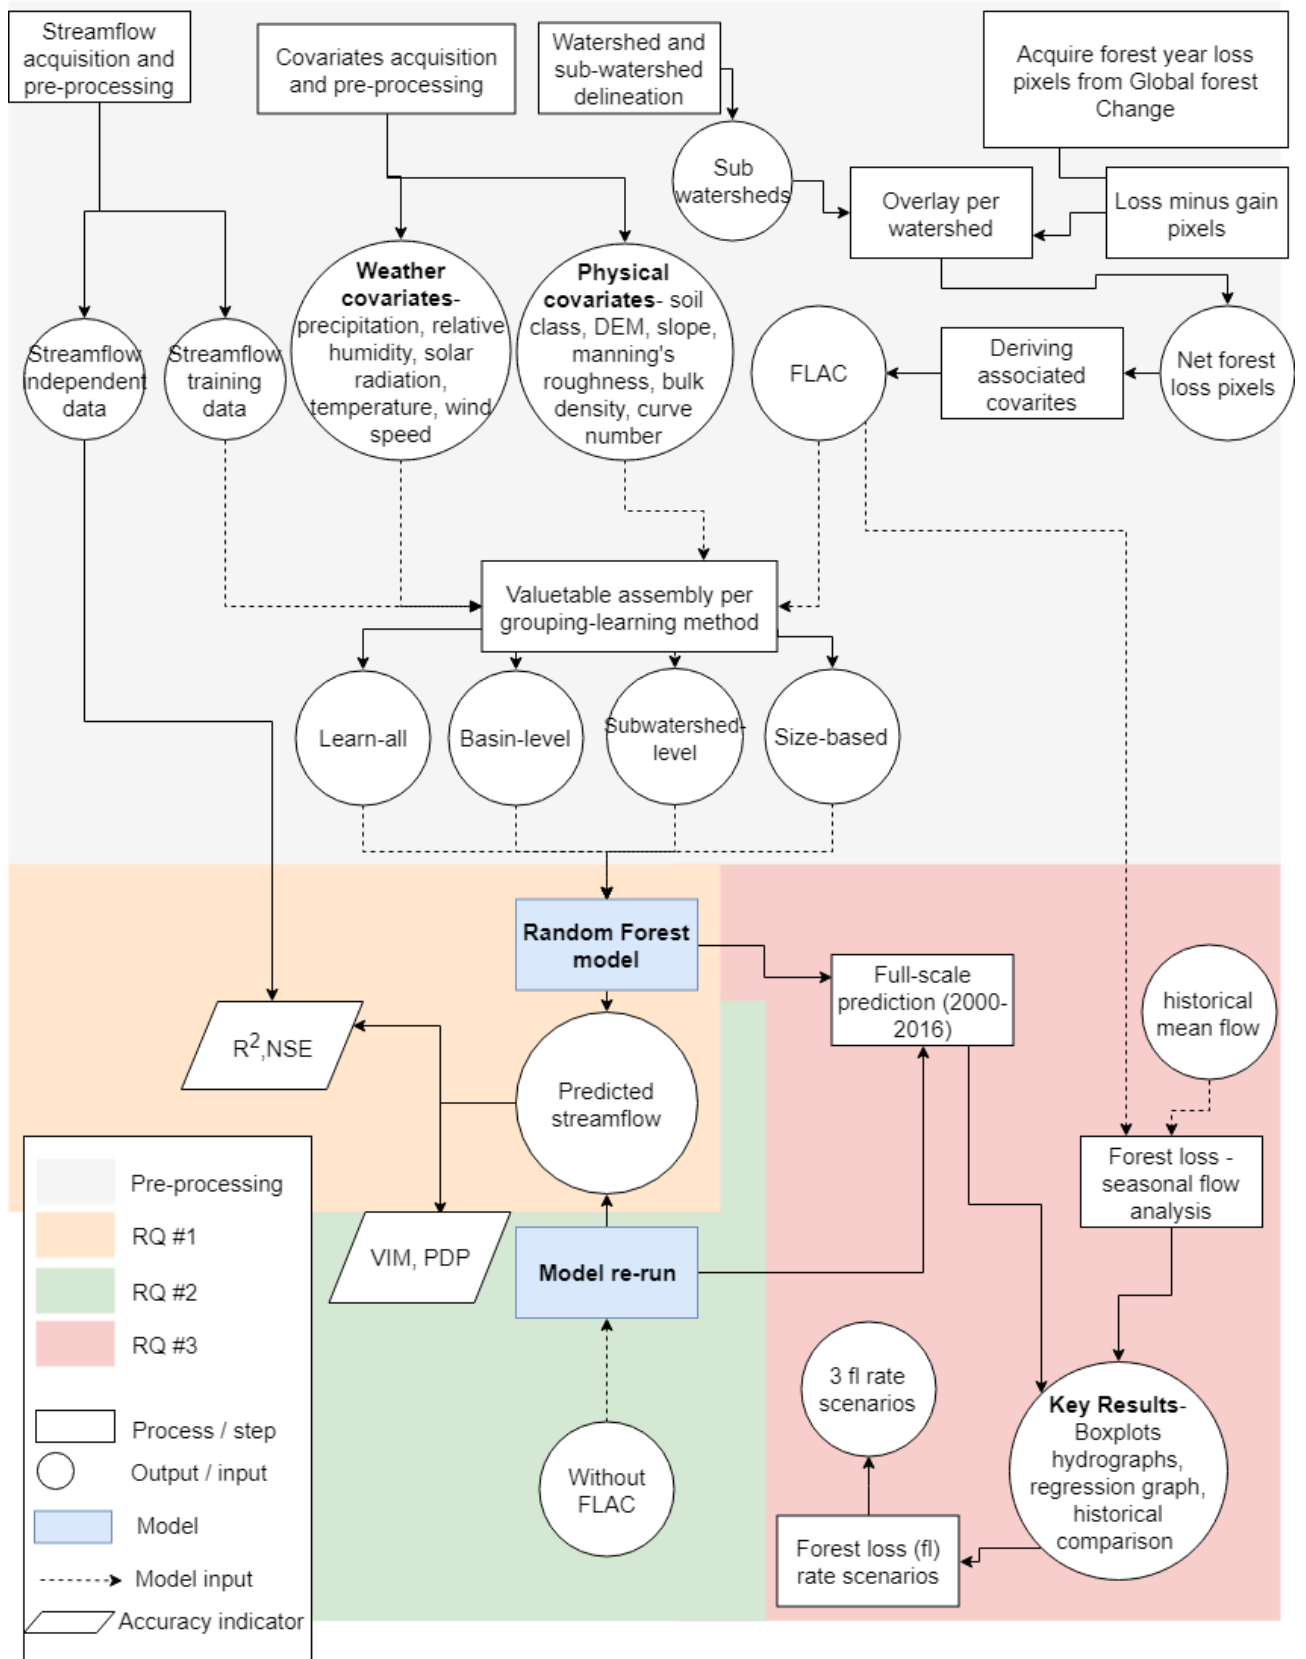 Streamflow
acquisition and
pre-processing
Covariates acquisition
and pre-processing
Watershed and
sub-watershed
delineation
Acquire forest year loss
pixels from Global forest
Change
Sub
watersheds
Overlay per
watershed
Loss minus gain
pixels
Weather
covariates-
precipitation, relative
humidity, solar
radiation,
temperature, wind
speed
Physical
covariates- soil
class, DEM, slope,
manning's
roughness, bulk
density, curve
number
Streamflow
independent
data
Streamflow
training
data
FLAC
Deriving
associated
covarites
Net forest
loss pixels
Valuetable assembly per
grouping-learning method
Learn-all
Basin-level
Subwatershed-
level
Size-based
Random Forest
model
Full-scale
prediction (2000-
2016)
historical
mean flow
R2,NSE
Predicted
streamflow
Forest loss -
seasonal flow
analysis
VIM, PDP
Model re-run
3 fl rate
scenarios
Key Results-
Boxplots
hydrographs,
regression graph,
historical
comparison
Without
FLAC
Forest loss (fl)
rate scenarios
Pre-processing
RQ #1
RQ #2
RQ #3
Process / step
Output / input
Model
Model input
Accuracy indicator